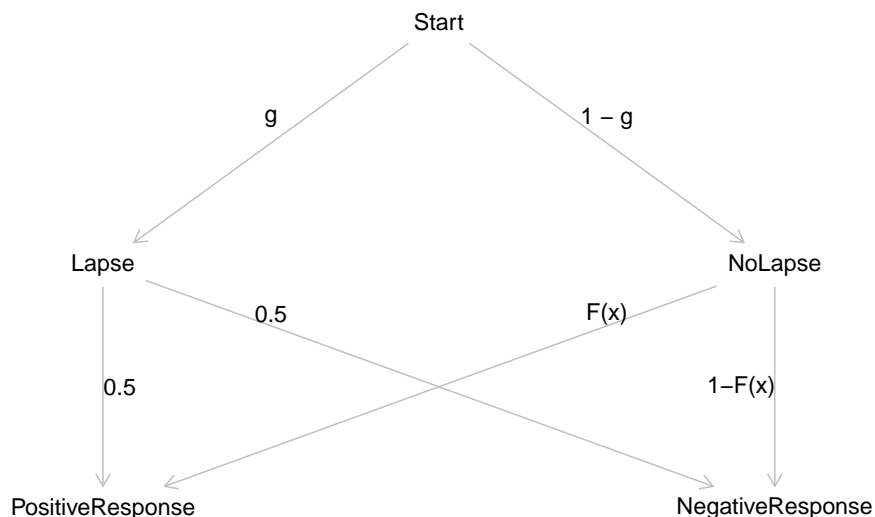 Start
g
1 − g
Lapse
NoLapse
0.5
F(x)
0.5
1−F(x)
PositiveResponse
NegativeResponse